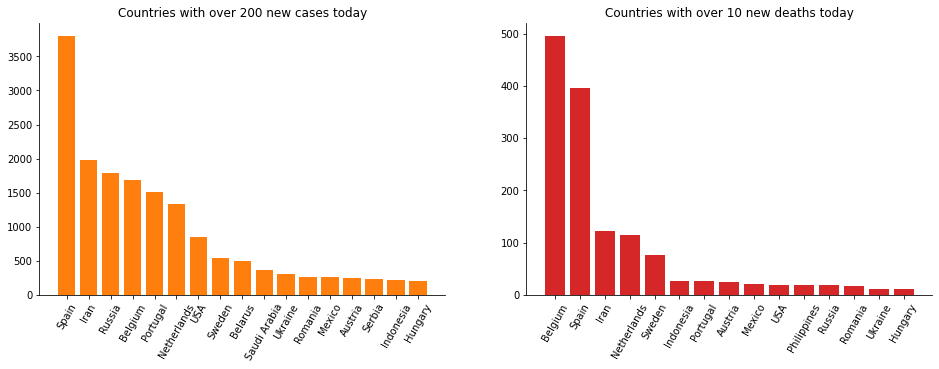 Countries with over 200 new cases today
3500
3000
2500
2000
1500
1000
500
0
Spain
Iran
Russia
Belgium
Portugal
Netherlands
USA
Sweden
Belarus
Saudi Arabia
Ukraine
Romania
Mexico
Austria
Serbia
Indonesia
Hungary
Countries with over 10 new deaths today
500
400
300
200
100
0
Belgium
Spain
Iran
Netherlands
Sweden
Indonesia
Portugal
Austria
Mexico
USA
Philippines
Russia
Romania
Ukraine
Hungary